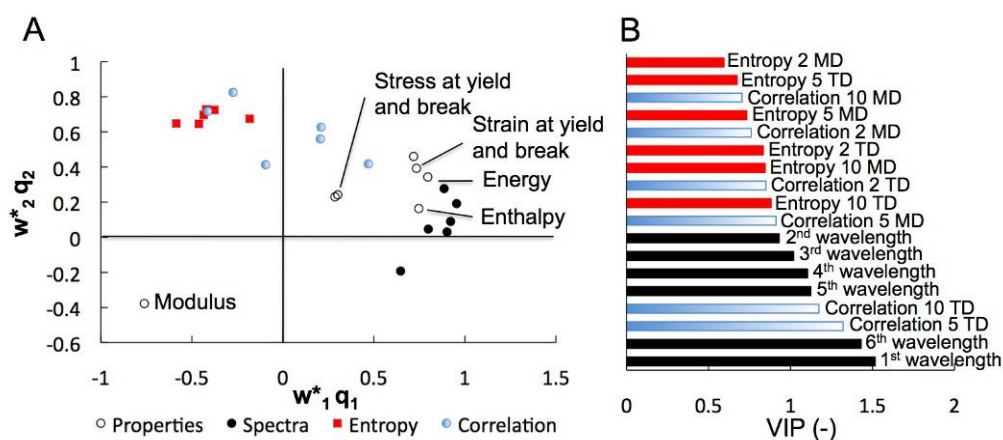 A
B
1
0.8
0.6
0.4
0.2
0
-0.2
-0.4
-0.6
-1
-0.5
0
0.5
1
1.5
w*₂ q₂
w*₁ q₁
Stress at yield
and break
Strain at yield
and break
Energy
Enthalpy
Modulus
Properties
Spectra
Entropy
Correlation
Entropy 2 MD
Entropy 5 TD
Correlation 10 MD
Entropy 5 MD
Correlation 2 MD
Entropy 2 TD
Entropy 10 MD
Correlation 2 TD
Entropy 10 TD
Correlation 5 MD
2nd wavelength
3rd wavelength
4th wavelength
5th wavelength
Correlation 10 TD
Correlation 5 TD
6th wavelength
1st wavelength
0
0.5
1
1.5
2
VIP (-)